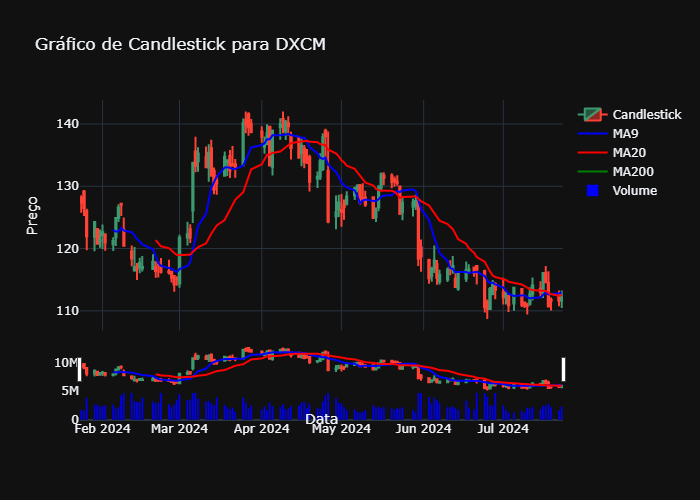 Gráfico de Candlestick para DXCM
140
130
120
110
Preço
Candlestick
MA9
MA20
MA200
Volume
10M
5M
0
Data
Feb 2024
Mar 2024
Apr 2024
May 2024
Jun 2024
Jul 2024